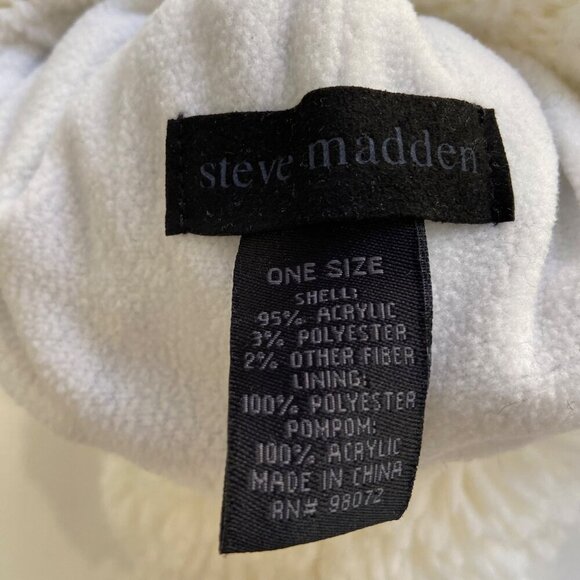 steve madden
ONE SIZE
SHELL:
95% ACRYLIC
3% POLYESTER
2% OTHER FIBER
LINING:
100% POLYESTER
POMPOM:
100% ACRYLIC
MADE IN CHINA
RN# 98072